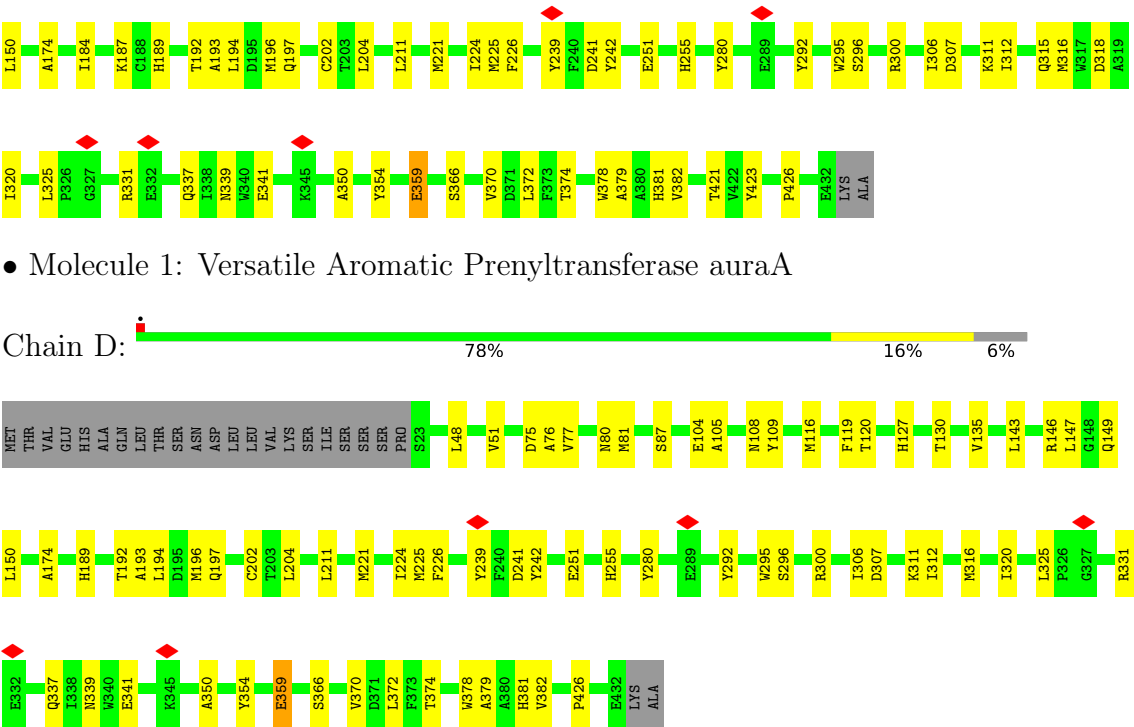 L150 A174 I184 K187 C188 H189 T192 A193 L194 D195 M196 Q197 C202 T203 L204 L211 M221 I224 M225 F226 Y239 F240 D241 Y242 E251 H255 Y280 E289 Y292 W295 S296 R300 I306 D307 K311 I312 Q315 M316 W317 D318 A319
I320 L325 P326 G327 R331 E332 Q337 I338 N339 W340 E341 K345 A350 Y354 E359 S366 V370 D371 L372 F373 T374 W378 A379 A380 H381 V382 T421 V422 Y423 P426 E432 LYS ALA
• Molecule 1: Versatile Aromatic Prenyltransferase auraA
Chain D: 78% 16% 6%
MET THR VAL GLU HIS ALA GLN LEU THR SER ASN ASP LEU LEU VAL LYS SER ILE SER SER SER PRO S23 L48 V51 D75 A76 V77 N80 M81 S87 E104 A105 N108 Y109 M116 F119 T120 H127 T130 V135 L143 R146 L147 G148 Q149
L150 A174 H189 T192 A193 L194 D195 M196 Q197 C202 T203 L204 L211 M221 I224 M225 F226 Y239 F240 D241 Y242 E251 H255 Y280 E289 Y292 W295 S296 R300 I306 D307 K311 I312 M316 I320 L325 P326 G327 R331
E332 Q337 I338 N339 W340 E341 K345 A350 Y354 E359 S366 V370 D371 L372 F373 T374 W378 A379 A380 H381 V382 P426 E432 LYS ALA